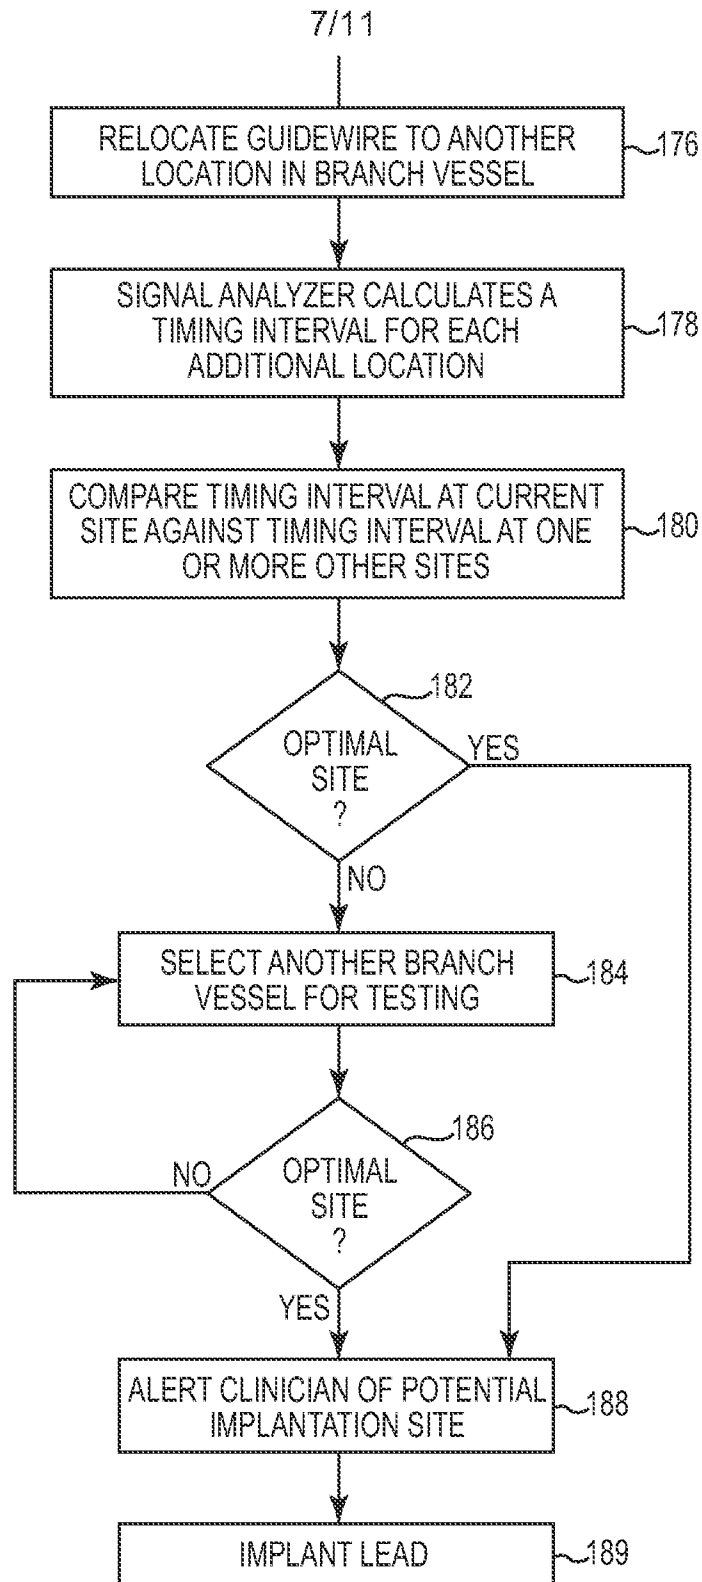 7/11
RELOCATE GUIDEWIRE TO ANOTHER
LOCATION IN BRANCH VESSEL
176
SIGNAL ANALYZER CALCULATES A
TIMING INTERVAL FOR EACH
ADDITIONAL LOCATION
178
COMPARE TIMING INTERVAL AT CURRENT
SITE AGAINST TIMING INTERVAL AT ONE
OR MORE OTHER SITES
180
182
OPTIMAL
SITE
?
YES
NO
SELECT ANOTHER BRANCH
VESSEL FOR TESTING
184
186
OPTIMAL
SITE
?
NO
YES
ALERT CLINICIAN OF POTENTIAL
IMPLANTATION SITE
188
IMPLANT LEAD
189